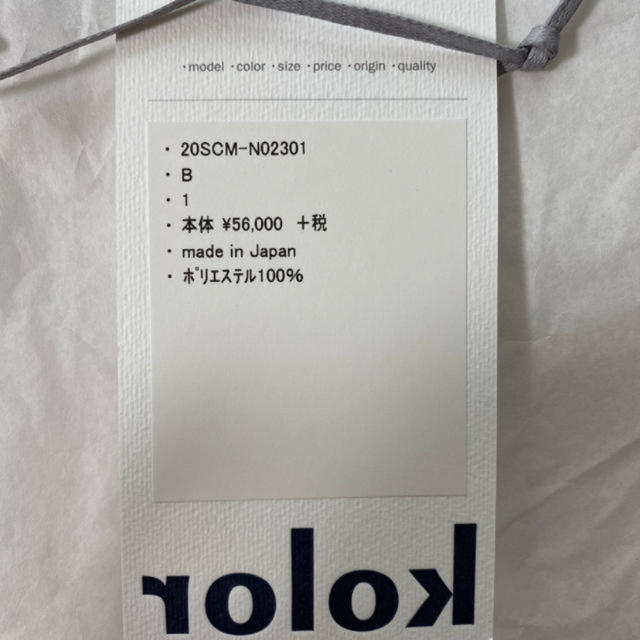 ・model ・color ・size ・price ・origin ・quality
・ 20SCM-N02301
・ B
・ 1
・ 本体 ¥56,000 +税
・ made in Japan
・ ﾎﾟﾘｴｽﾃﾙ100%
kolor